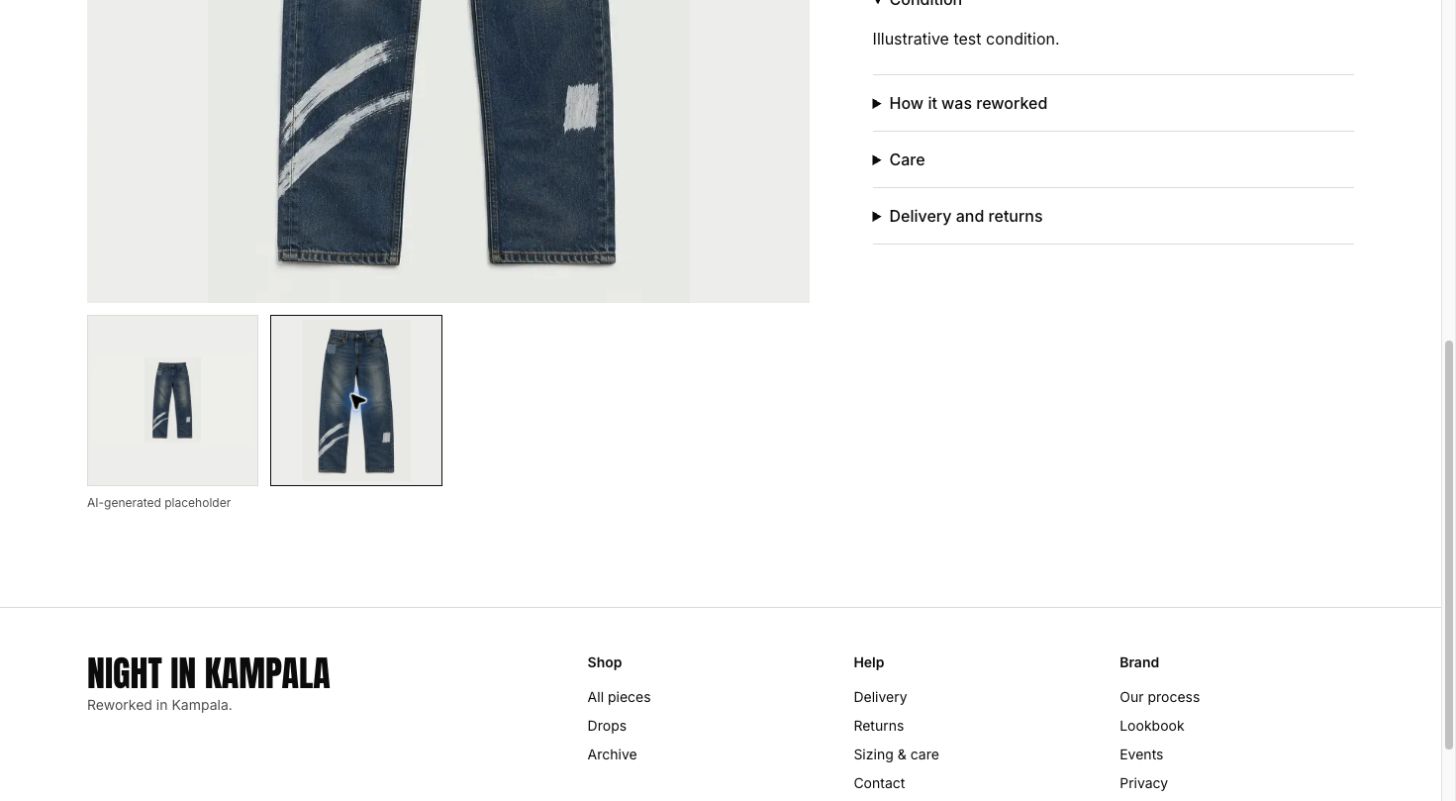 Condition
Illustrative test condition.
How it was reworked
Care
Delivery and returns
AI-generated placeholder
NIGHT IN KAMPALA
Reworked in Kampala.
Shop
All pieces
Drops
Archive
Help
Delivery
Returns
Sizing & care
Contact
Brand
Our process
Lookbook
Events
Privacy